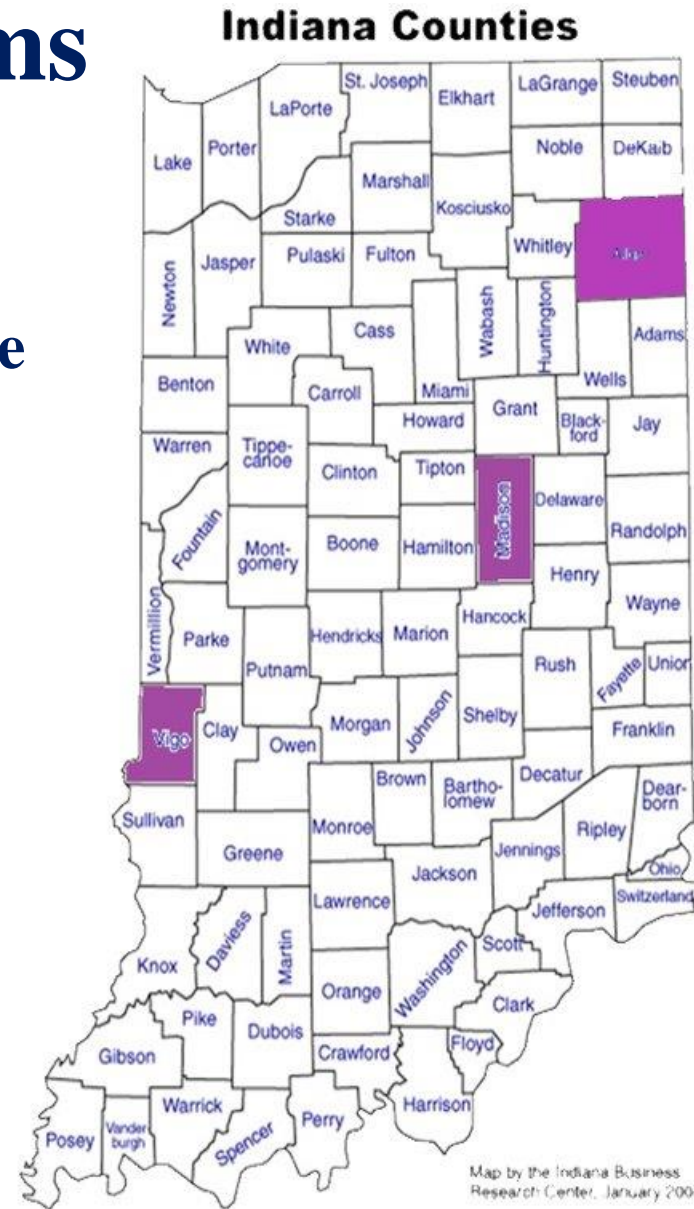 ms
Indiana Counties
e
St. Joseph
Elkhart
LaGrange
Steuben
LaPorte
Lake
Porter
Noble
DeKalb
Marshall
Kosciusko
Starke
Whitley
Allen
Newton
Jasper
Pulaski
Fulton
Wabash
Huntington
Cass
White
Adams
Wells
Benton
Carroll
Miami
Grant
Howard
Black-
ford
Jay
Warren
Tippe-
canoe
Clinton
Tipton
Madison
Delaware
Randolph
Fountain
Mont-
gomery
Boone
Hamilton
Henry
Wayne
Vermillion
Parke
Hendricks
Marion
Hancock
Putnam
Rush
Fayette
Union
Vigo
Clay
Owen
Morgan
Johnson
Shelby
Franklin
Brown
Bartho-
lomew
Decatur
Dear-
born
Sullivan
Greene
Monroe
Jennings
Ripley
Jackson
Ohio
Switzerland
Lawrence
Jefferson
Knox
Daviess
Martin
Orange
Washington
Scott
Clark
Pike
Dubois
Gibson
Crawford
Floyd
Posey
Vander
burgh
Warrick
Spencer
Perry
Harrison
Map by the Indiana Business
Research Center, January 200